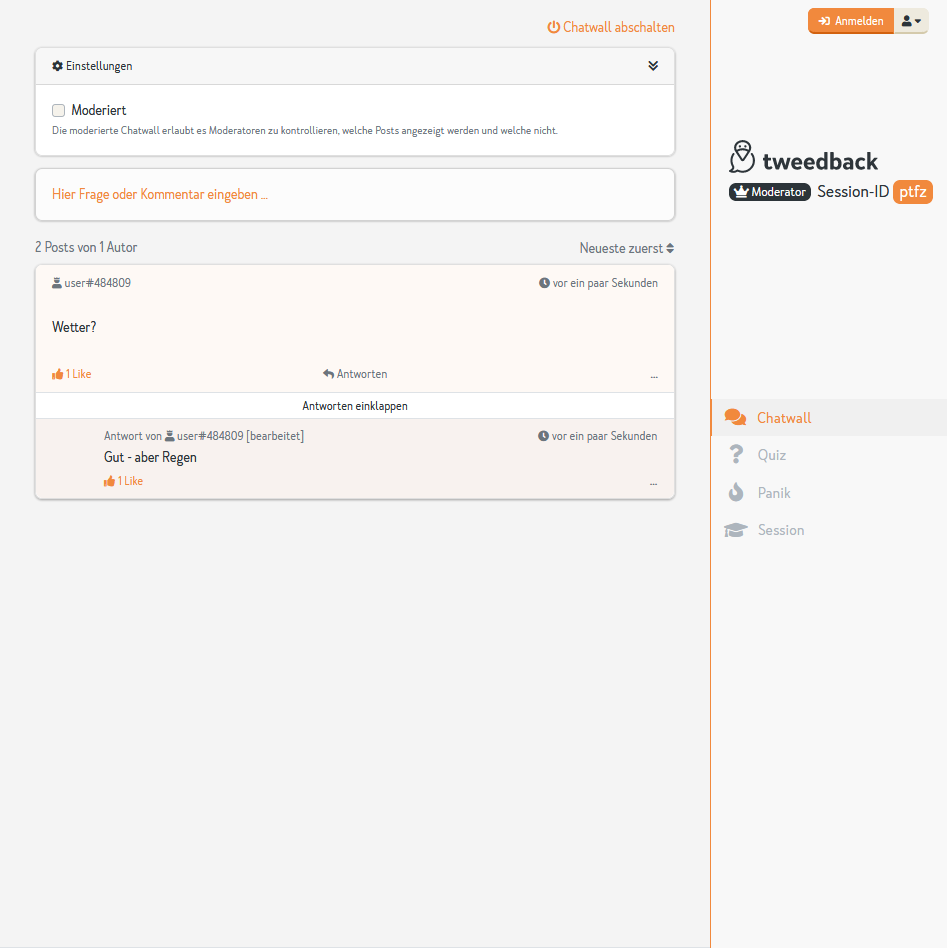 Chatwall abschalten
Anmelden
Einstellungen
Moderiert
Die moderierte Chatwall erlaubt es Moderatoren zu kontrollieren, welche Posts angezeigt werden und welche nicht.
Hier Frage oder Kommentar eingeben ...
2 Posts von 1 Autor
Neueste zuerst
user#484809
vor ein paar Sekunden
Wetter?
1 Like
Antworten
...
Antworten einklappen
Antwort von user#484809 [bearbeitet]
vor ein paar Sekunden
Gut - aber Regen
1 Like
...
tweedback
Moderator Session-ID ptfz
Chatwall
Quiz
Panik
Session